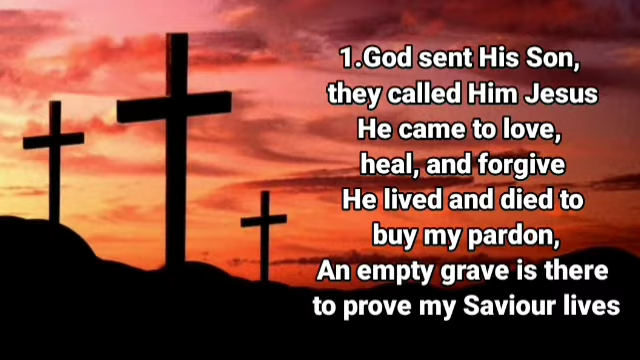 1.God sent His Son,
they called Him Jesus
He came to love,
heal, and forgive
He lived and died to
buy my pardon,
An empty grave is there
to prove my Saviour lives